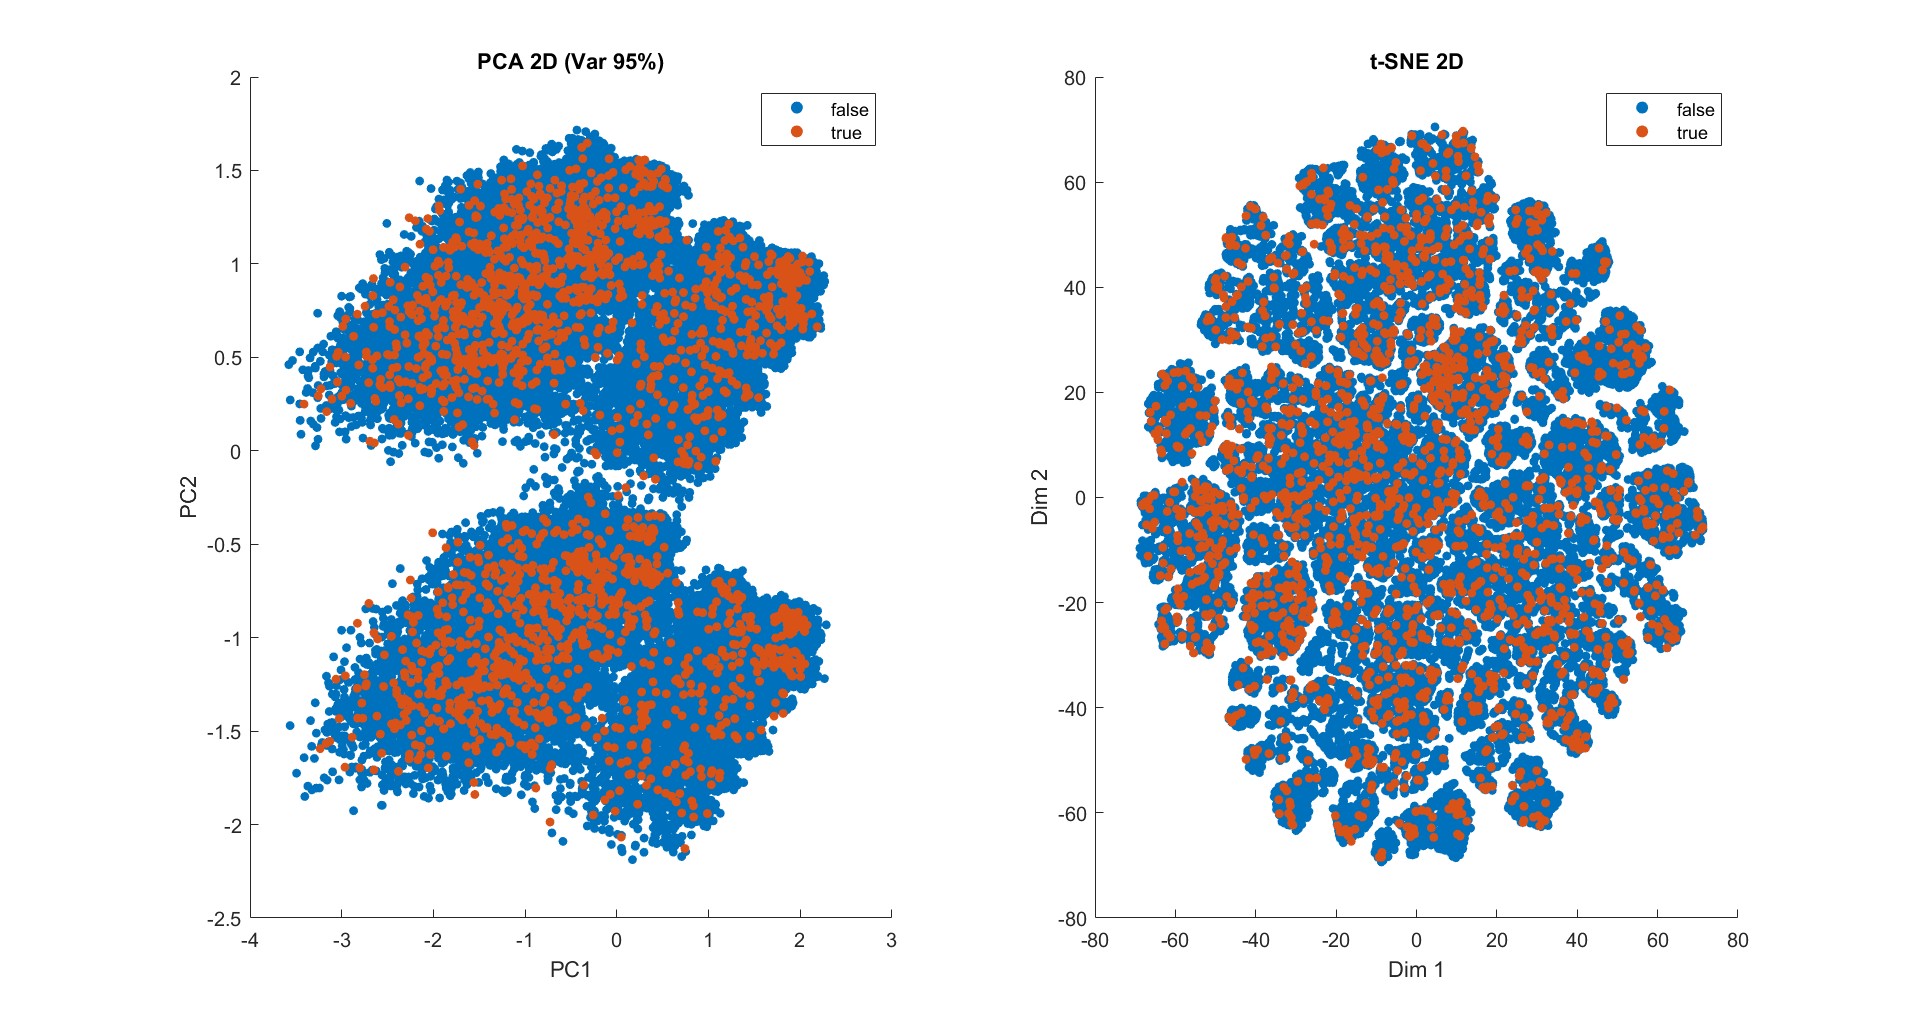 PCA 2D (Var 95%)
false
true
2
1.5
1
0.5
0
-0.5
-1
-1.5
-2
-2.5
PC2
-4 -3 -2 -1 0 1 2 3
PC1
t-SNE 2D
false
true
80
60
40
20
0
-20
-40
-60
-80
Dim 2
-80 -60 -40 -20 0 20 40 60 80
Dim 1